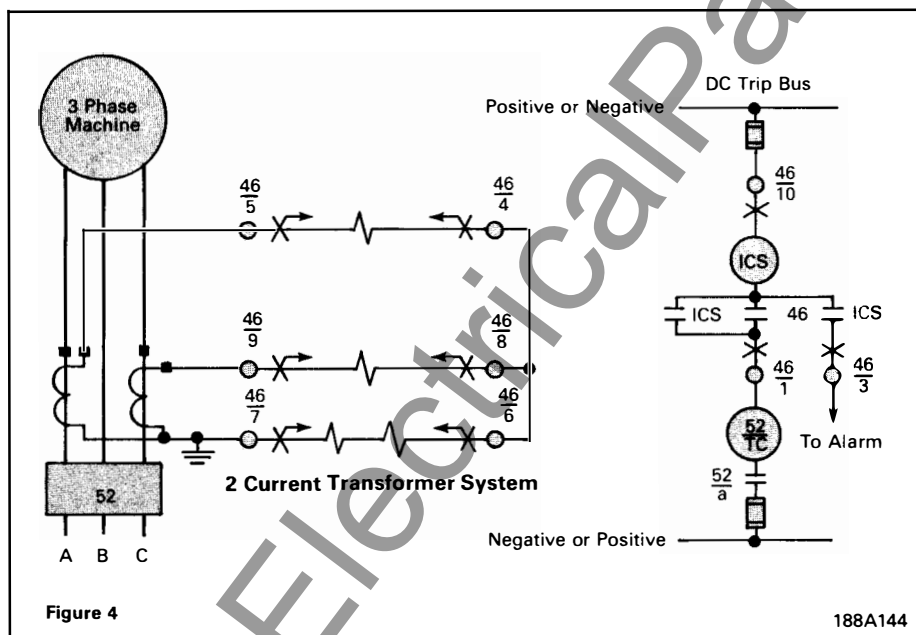 3 Phase
Machine
46
5
46
4
46
9
46
8
46
7
46
6
52
A B C
2 Current Transformer System
DC Trip Bus
Positive or Negative
46
10
ICS
ICS 46 ICS
46
1
46
3
52
TC
To Alarm
52
a
Negative or Positive
Figure 4
188A144
ElectricalPa